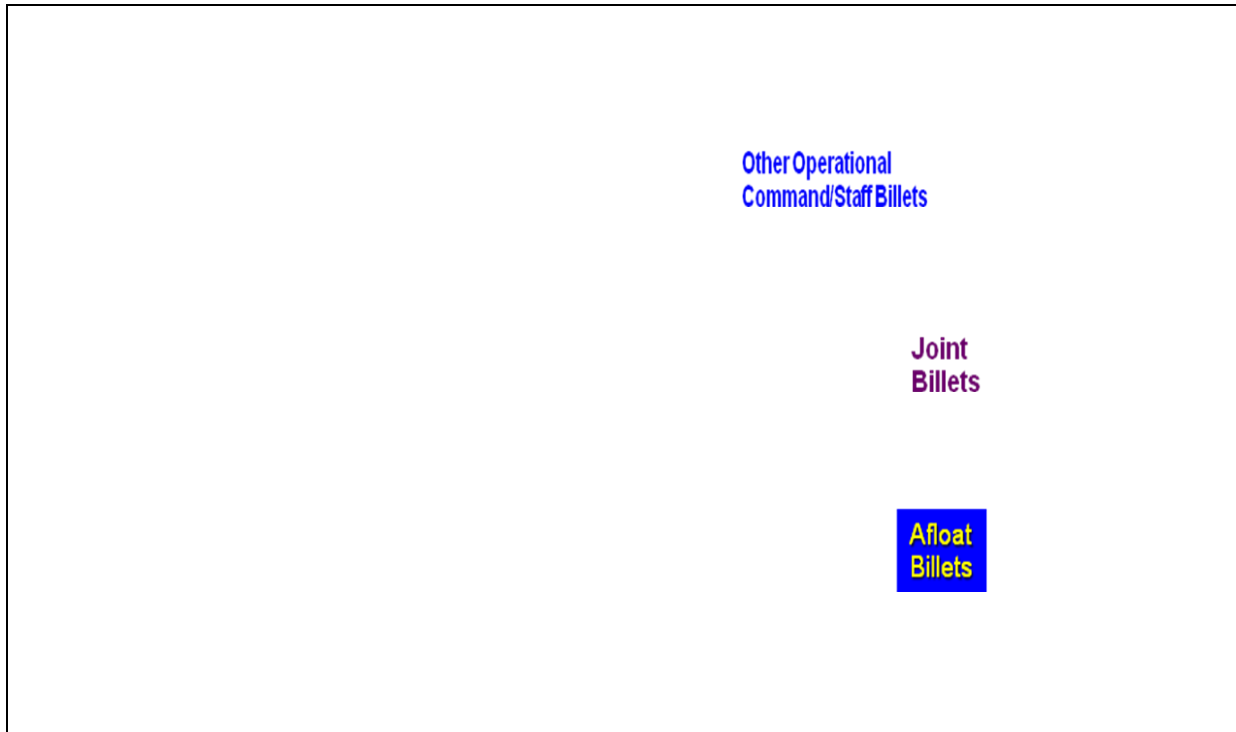 Other Operational
Command/Staff Billets
Joint
Billets
Afloat
Billets